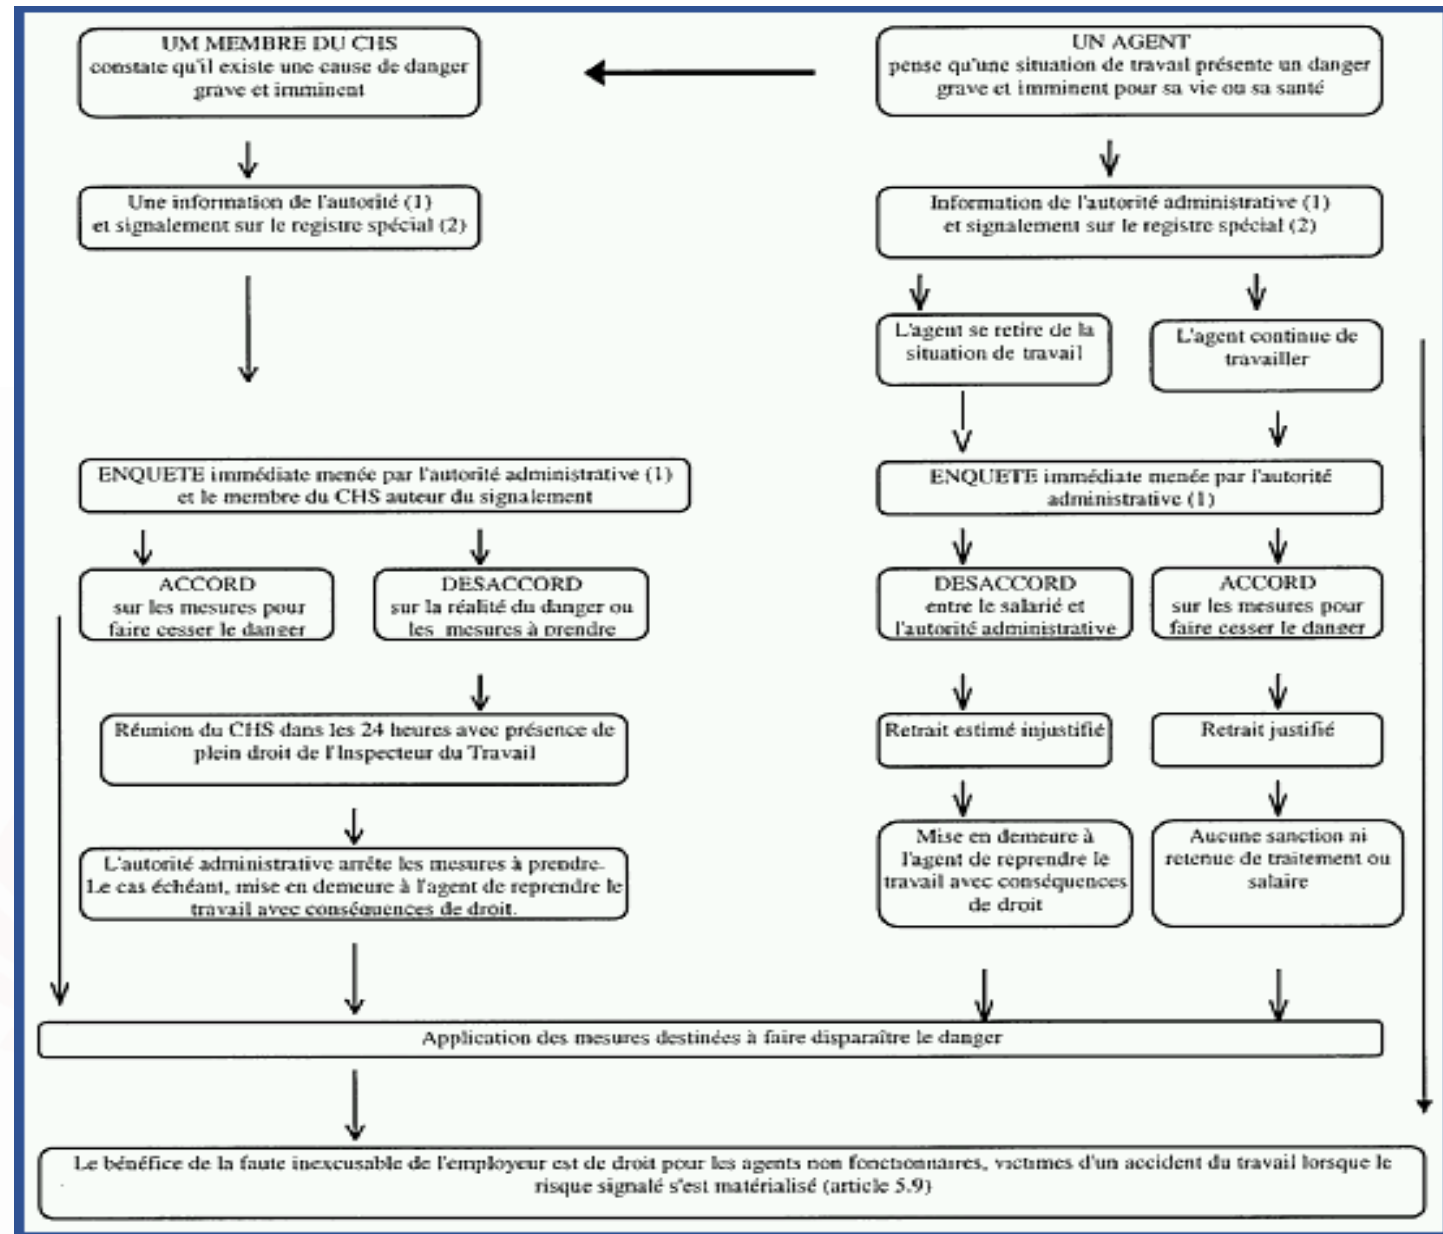 UM MEMBRE DU CHS
constate qu'il existe une cause de danger
grave et imminent
UN AGENT
pense qu'une situation de travail présente un danger
grave et imminent pour sa vie ou sa santé
Une information de l'autorité (1)
et signalement sur le registre spécial (2)
Information de l'autorité administrative (1)
et signalement sur le registre spécial (2)
L'agent se retire de la
situation de travail
L'agent continue de
travailler
ENQUETE immédiate menée par l'autorité administrative (1)
et le membre du CHS auteur du signalement
ENQUETE immédiate menée par l'autorité
administrative (1)
ACCORD
sur les mesures pour
faire cesser le danger
DESACCORD
sur la réalité du danger ou
les mesures à prendre
DESACCORD
entre le salarié et
l'autorité administrative
ACCORD
sur les mesures pour
faire cesser le danger
Réunion du CHS dans les 24 heures avec présence de
plein droit de l'Inspecteur du Travail
Retrait estimé injustifié
Retrait justifié
L'autorité administrative arrête les mesures à prendre.
Le cas échéant, mise en demeure à l'agent de reprendre le
travail avec conséquences de droit.
Mise en demeure à
l'agent de reprendre le
travail avec conséquences
de droit
Aucune sanction ni
retenue de traitement ou
salaire
Application des mesures destinées à faire disparaître le danger
Le bénéfice de la faute inexcusable de l'employeur est de droit pour les agents non fonctionnaires, victimes d'un accident du travail lorsque le
risque signalé s'est matérialisé (article 5.9)